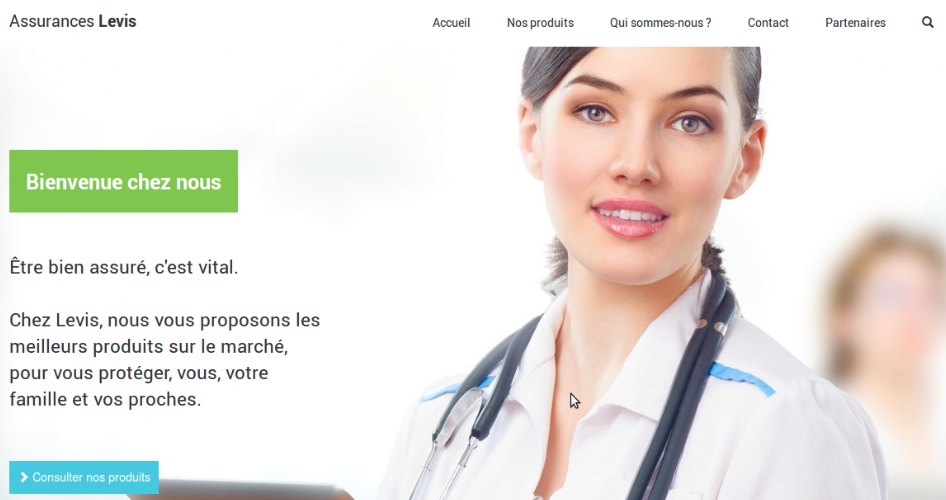 Assurances Levis
Accueil
Nos produits
Qui sommes-nous ?
Contact
Partenaires
Bienvenue chez nous
Être bien assuré, c'est vital.
Chez Levis, nous vous proposons les
meilleurs produits sur le marché,
pour vous protéger, vous, votre
famille et vos proches.
Consulter nos produits